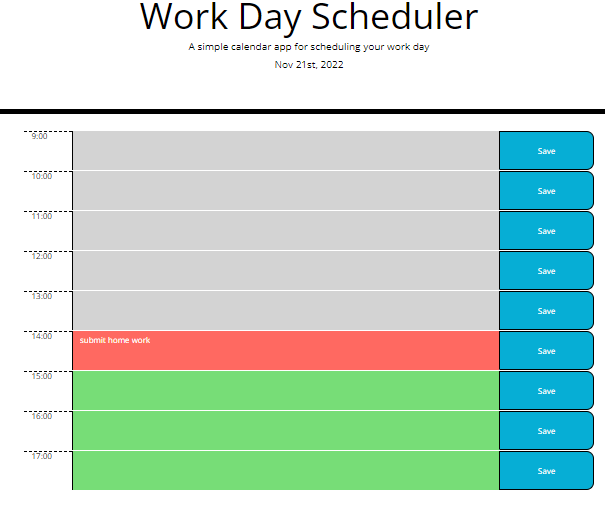 Work Day Scheduler
A simple calendar app for scheduling your work day
Nov 21st, 2022
9:00 Save
10:00 Save
11:00 Save
12:00 Save
13:00 Save
14:00 submit home work Save
15:00 Save
16:00 Save
17:00 Save